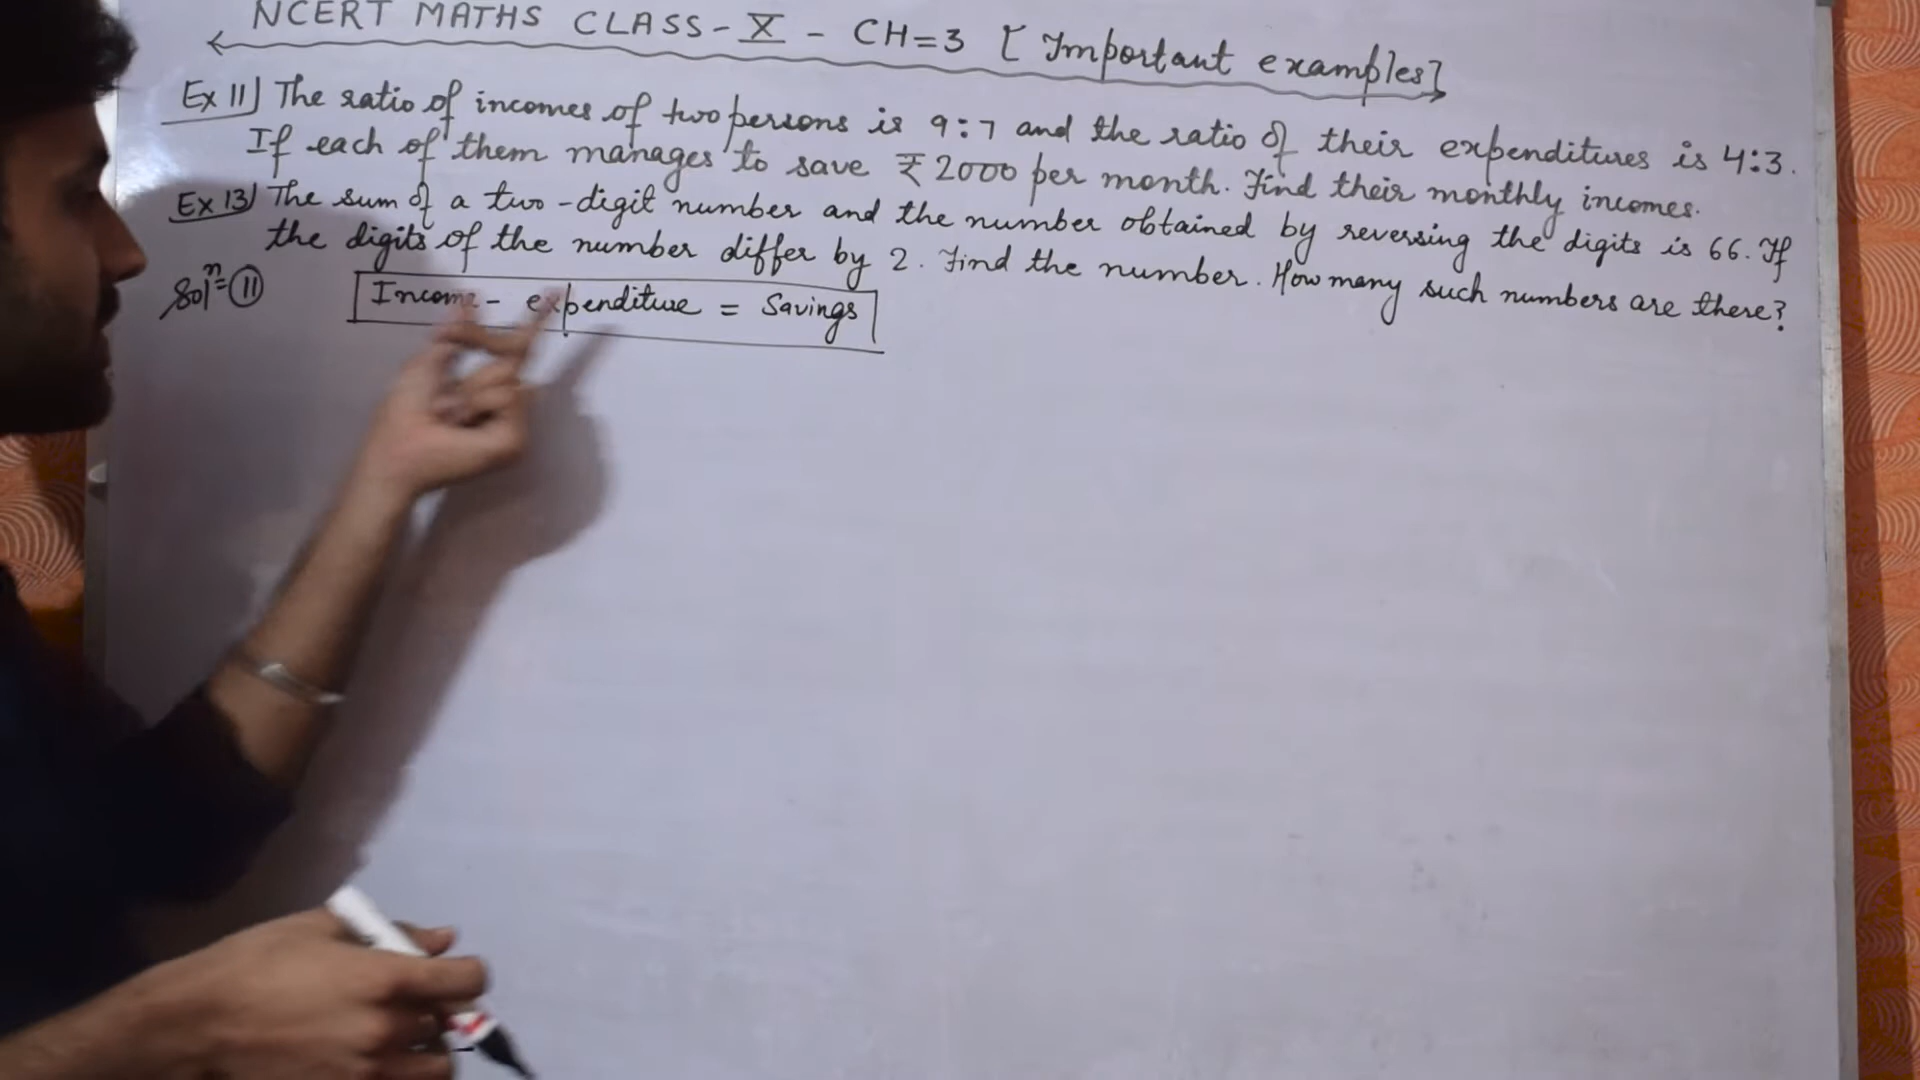 NCERT MATHS CLASS-X - CH=3 [Important examples]
Ex 11) The ratio of incomes of two persons is 9:7 and the ratio of their expenditures is 4:3.
If each of them manages to save ₹2000 per month. Find their monthly incomes.
Ex 13) The sum of a two-digit number and the number obtained by reversing the digits is 66. If
the digits of the number differ by 2. Find the number. How many such numbers are there?
Solⁿ= 11 Income - expenditure = Savings